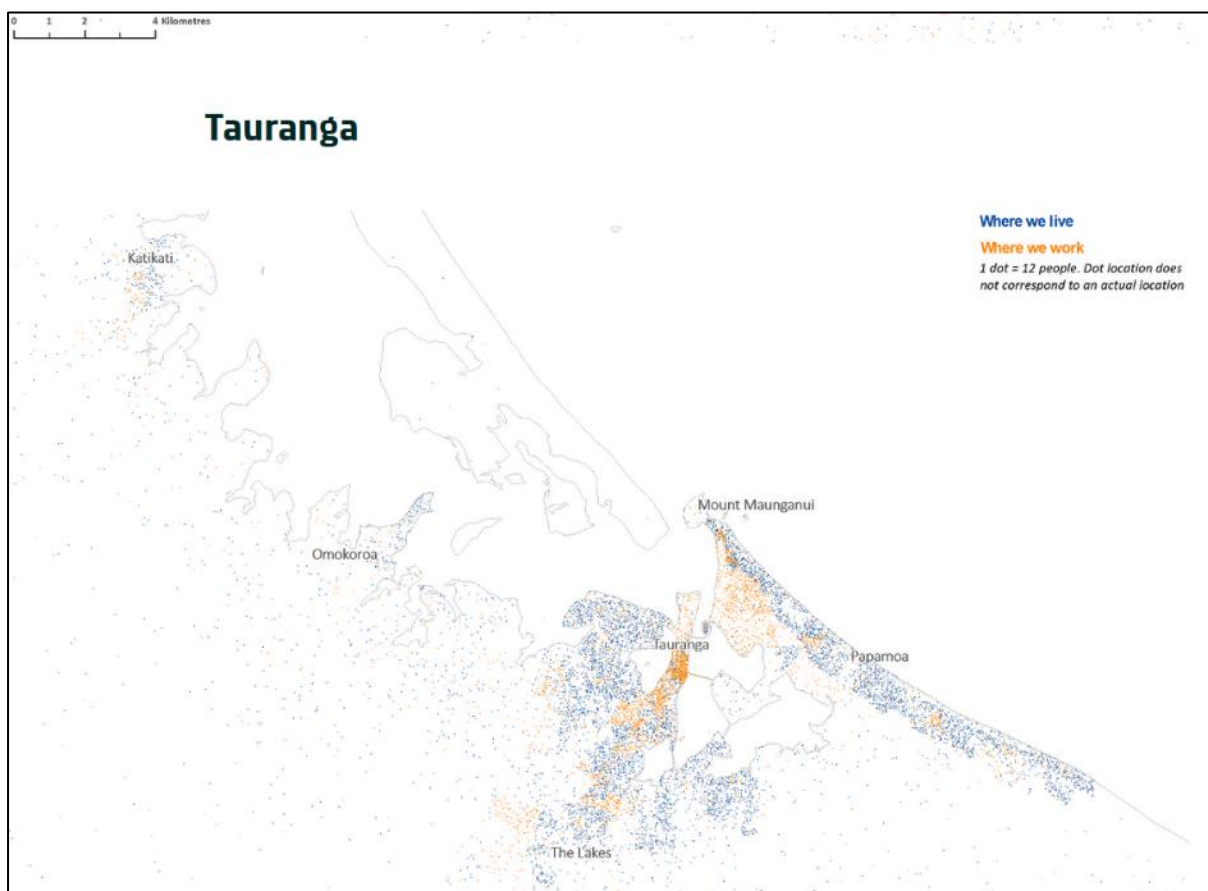 0 1 2 4 Kilometres
Tauranga
Where we live
Where we work
1 dot = 12 people. Dot location does
not correspond to an actual location
Katikati
Mount Maunganui
Omokoroa
Tauranga
Papamoa
The Lakes